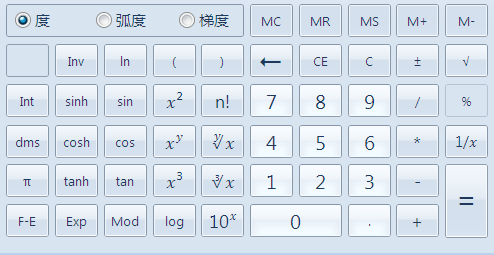 度 弧度 梯度 MC MR MS M+ M-
Inv ln ( ) ← CE C ± √
Int sinh sin x² n! 7 8 9 / %
dms cosh cos xʸ ʸ√x 4 5 6 * 1/x
π tanh tan x³ ³√x 1 2 3 - =
F-E Exp Mod log 10ˣ 0 . +